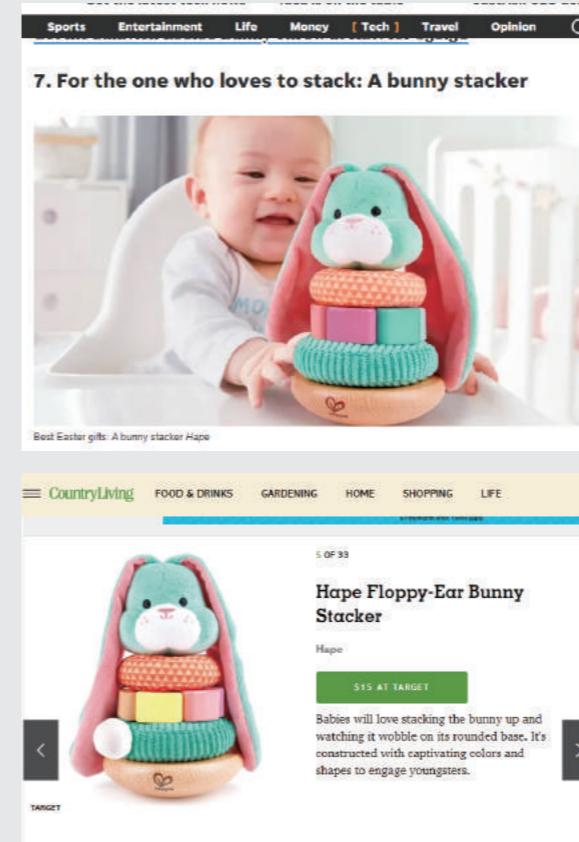 Sports Entertainment Life Money [ Tech ] Travel Opinion
7. For the one who loves to stack: A bunny stacker
MO
Best Easter gifts: A bunny stacker Hape
CountryLiving FOOD & DRINKS GARDENING HOME SHOPPING LIFE
5 OF 33
Hape Floppy-Ear Bunny
Stacker
Hape
$15 AT TARGET
Babies will love stacking the bunny up and
watching it wobble on its rounded base. It's
constructed with captivating colors and
shapes to engage youngsters.
TARGET